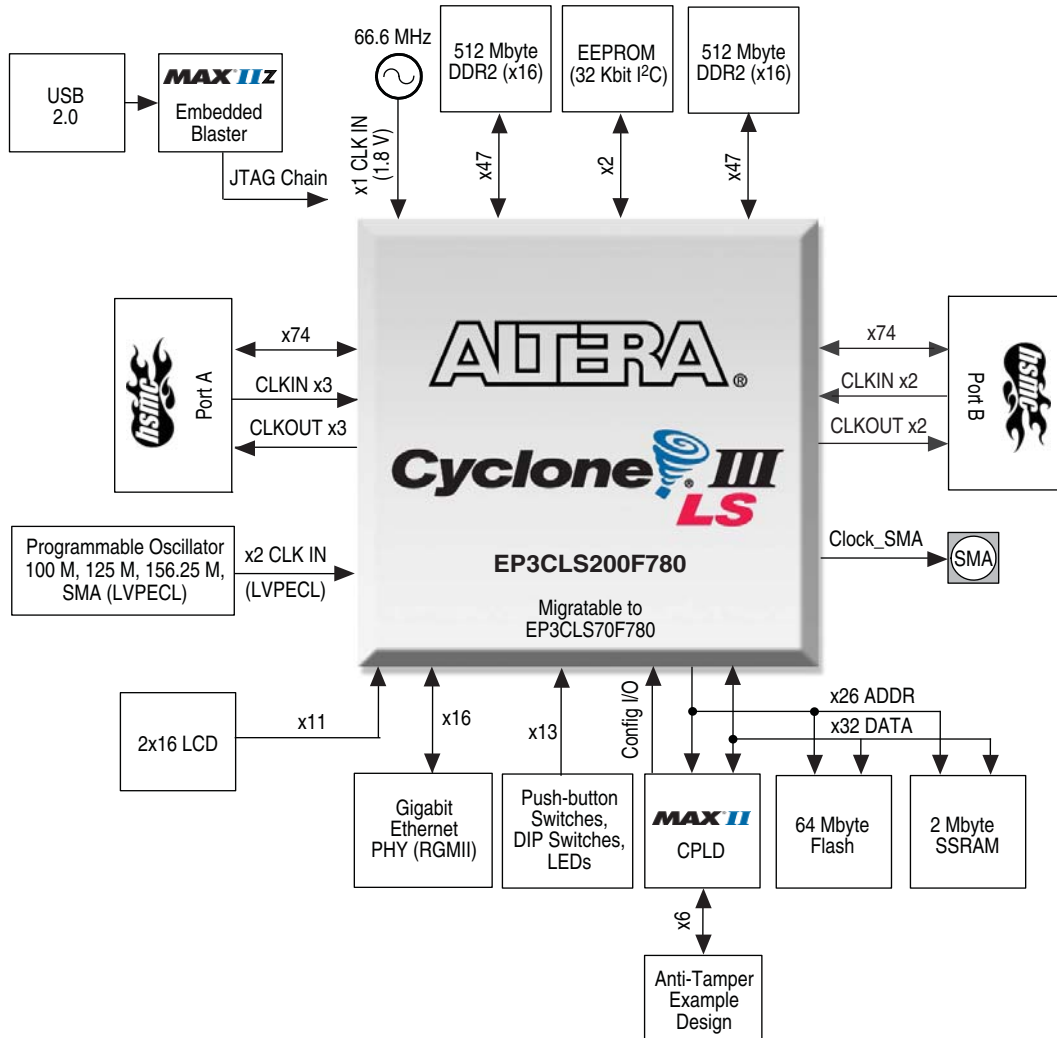 66.6 MHz
USB
2.0
MAX®IIZ
Embedded
Blaster
JTAG Chain
x1 CLK IN
(1.8 V)
512 Mbyte
DDR2 (x16)
x47
EEPROM
(32 Kbit I²C)
x2
512 Mbyte
DDR2 (x16)
x47
hsmc
Port A
x74
CLKIN x3
CLKOUT x3
ALTERA®
Cyclone® III
LS
EP3CLS200F780
Migratable to
EP3CLS70F780
x74
CLKIN x2
CLKOUT x2
Port B
hsmc
Programmable Oscillator
100 M, 125 M, 156.25 M,
SMA (LVPECL)
x2 CLK IN
(LVPECL)
Clock_SMA
SMA
2x16 LCD
x11
x16
x13
Config I/O
x26 ADDR
x32 DATA
Gigabit
Ethernet
PHY (RGMII)
Push-button
Switches,
DIP Switches,
LEDs
MAX®II
CPLD
64 Mbyte
Flash
2 Mbyte
SSRAM
x6
Anti-Tamper
Example
Design